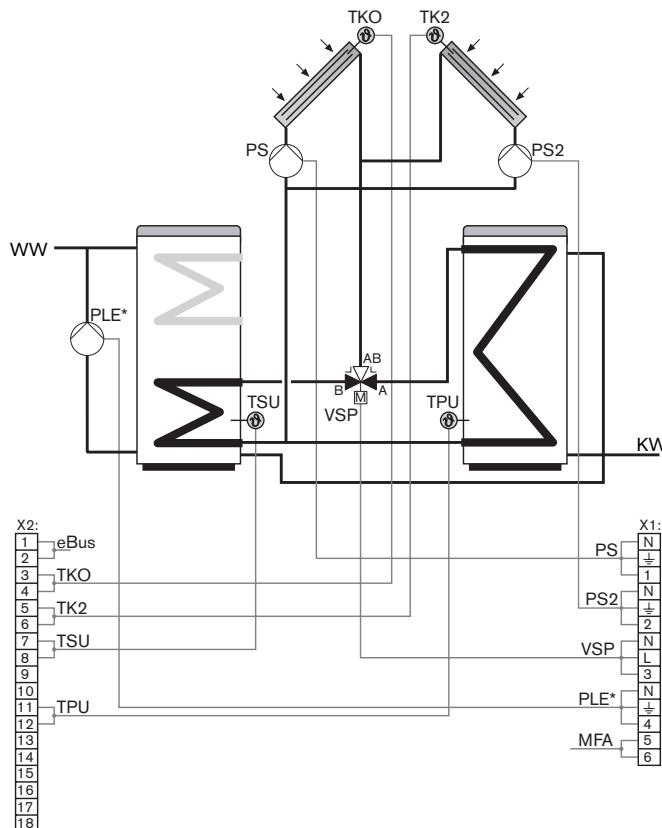 TKO TK2
PS PS2
WW
PLE*
AB
B A
M
TSU VSP TPU
KW
X2: X1:
1 eBus
2
3 TKO
4
5 TK2
6
7 TSU
8
9
10
11 TPU
12
13
14
15
16
17
18
PS N
1
PS2 N
2
VSP N
L
3
PLE* N
4
MFA 5
6